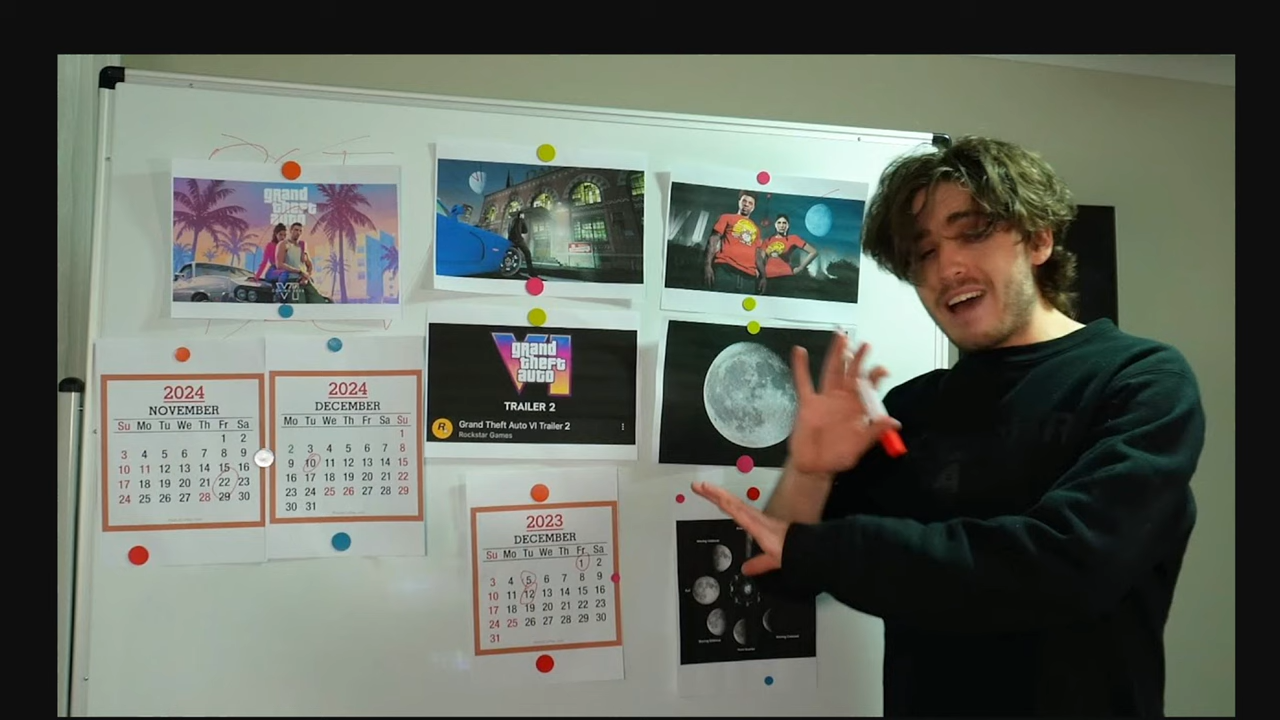 grand
theft
auto
VI
grand
theft
auto
TRAILER 2
Grand Theft Auto VI Trailer 2
Rockstar Games
2024
NOVEMBER
Su Mo Tu We Th Fr Sa
1 2
3 4 5 6 7 8 9
10 11 12 13 14 15 16
17 18 19 20 21 22 23
24 25 26 27 28 29 30
2024
DECEMBER
Mo Tu We Th Fr Sa Su
1
2 3 4 5 6 7 8
9 10 11 12 13 14 15
16 17 18 19 20 21 22
23 24 25 26 27 28 29
30 31
2023
DECEMBER
Su Mo Tu We Th Fr Sa
1 2
3 4 5 6 7 8 9
10 11 12 13 14 15 16
17 18 19 20 21 22 23
24 25 26 27 28 29 30
31